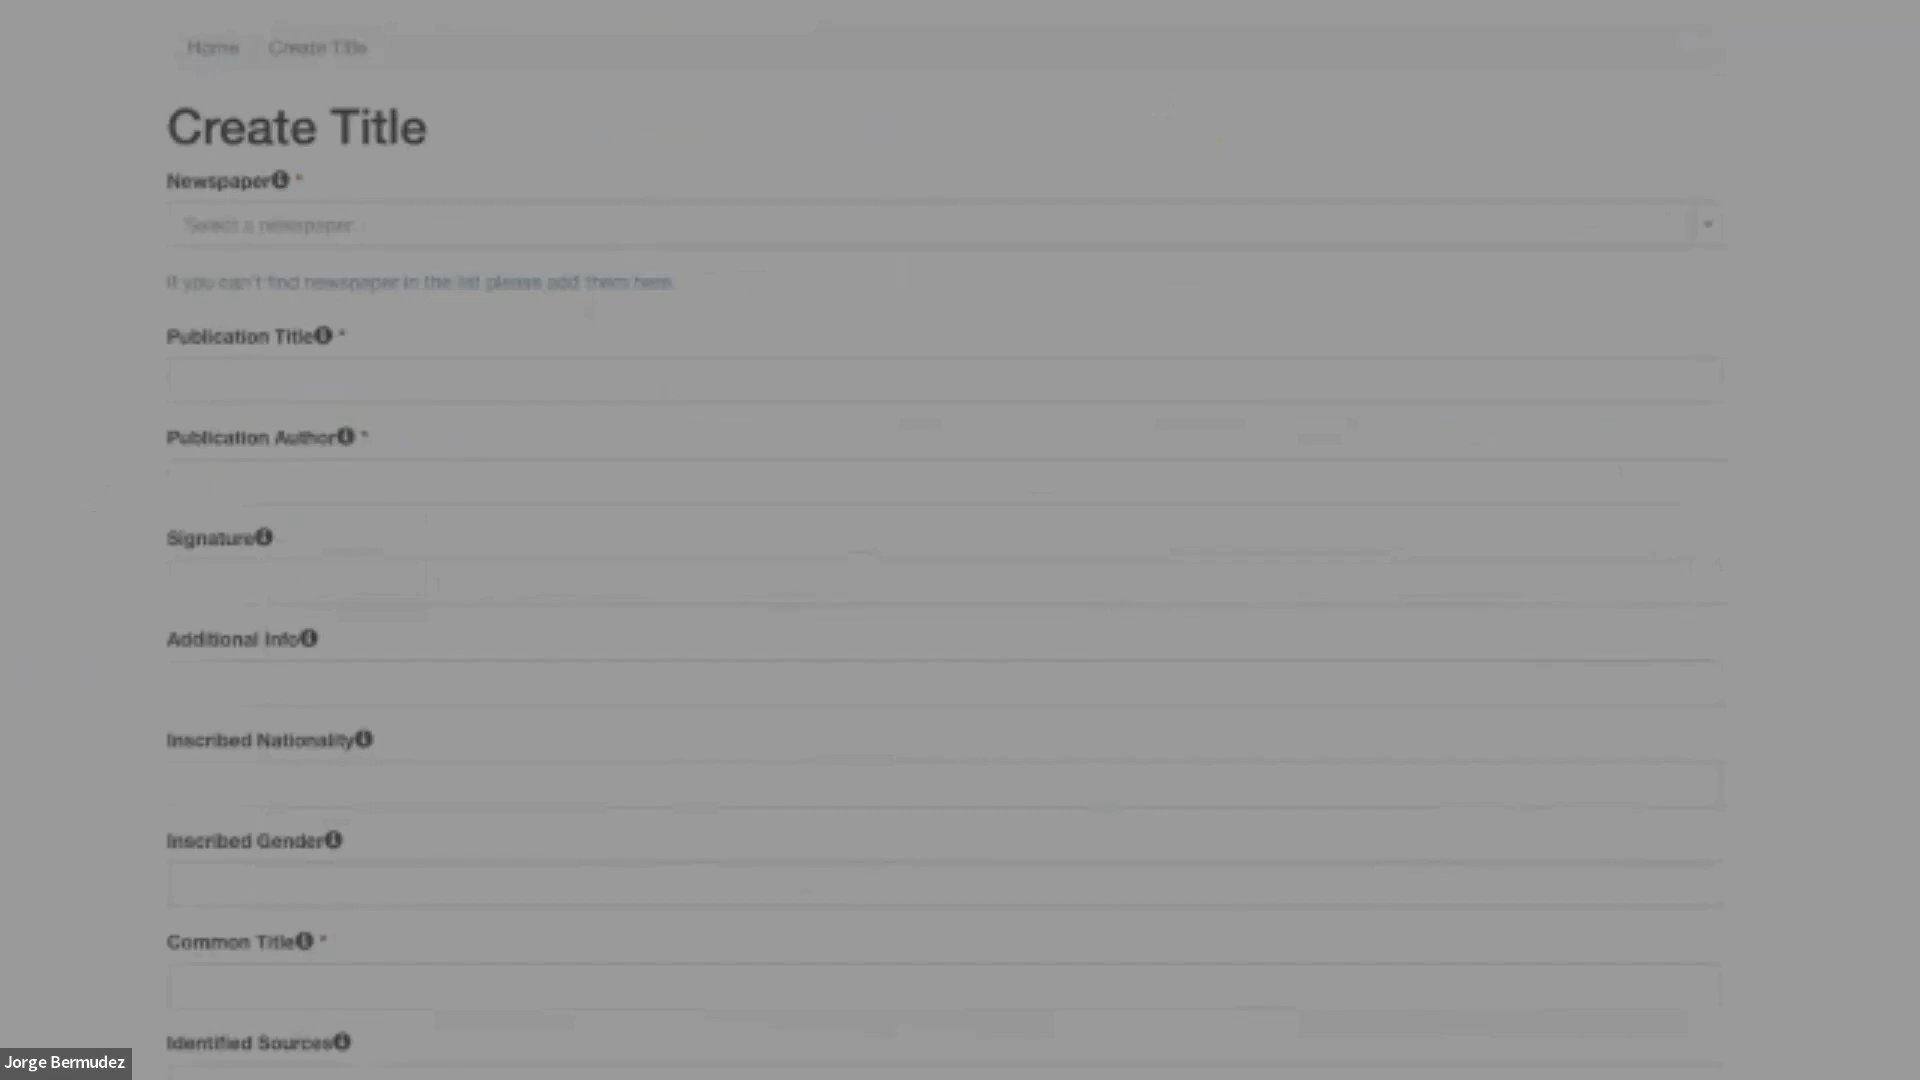 Home Create Title
Create Title
Newspaper *
Select a newspaper...
If you can't find newspaper in the list please add them here.
Publication Title *
Publication Author *
Signature
Additional Info
Inscribed Nationality
Inscribed Gender
Common Title *
Identified Sources
Jorge Bermudez